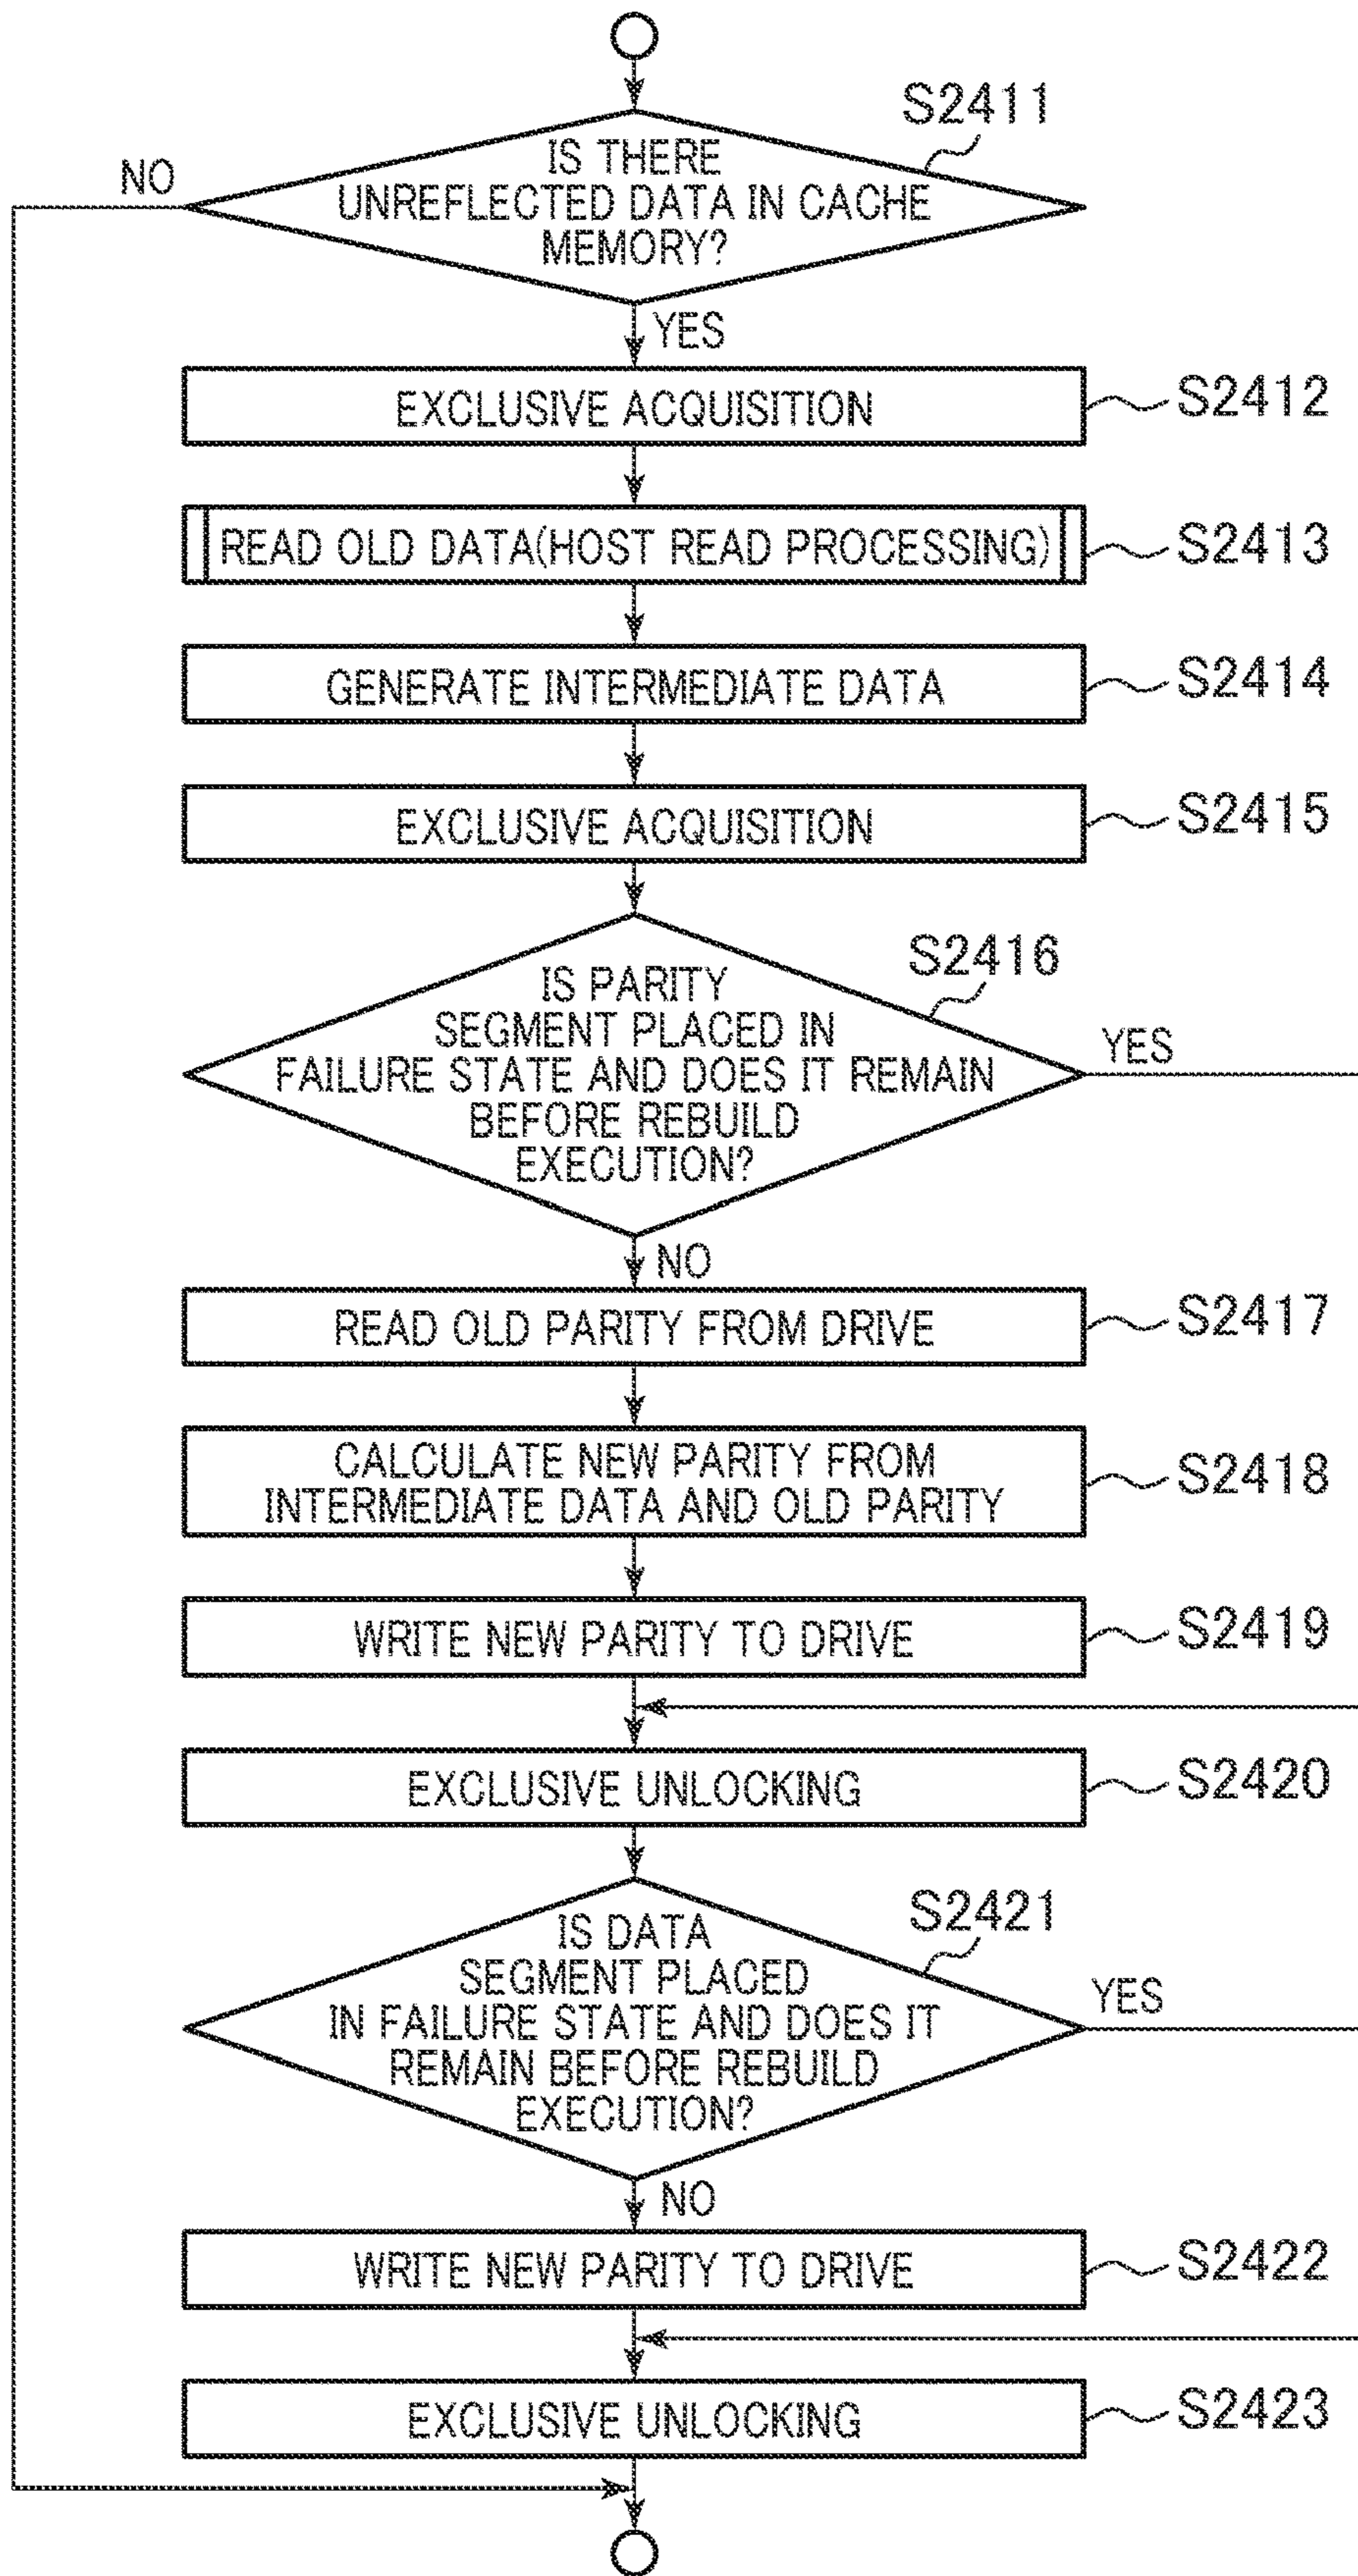 S2411
NO
IS THERE
UNREFLECTED DATA IN CACHE
MEMORY?
YES
EXCLUSIVE ACQUISITION
S2412
READ OLD DATA(HOST READ PROCESSING)
S2413
GENERATE INTERMEDIATE DATA
S2414
EXCLUSIVE ACQUISITION
S2415
S2416
IS PARITY
SEGMENT PLACED IN
FAILURE STATE AND DOES IT REMAIN
BEFORE REBUILD
EXECUTION?
YES
NO
READ OLD PARITY FROM DRIVE
S2417
CALCULATE NEW PARITY FROM
INTERMEDIATE DATA AND OLD PARITY
S2418
WRITE NEW PARITY TO DRIVE
S2419
EXCLUSIVE UNLOCKING
S2420
S2421
IS DATA
SEGMENT PLACED
IN FAILURE STATE AND DOES IT
REMAIN BEFORE REBUILD
EXECUTION?
YES
NO
WRITE NEW PARITY TO DRIVE
S2422
EXCLUSIVE UNLOCKING
S2423